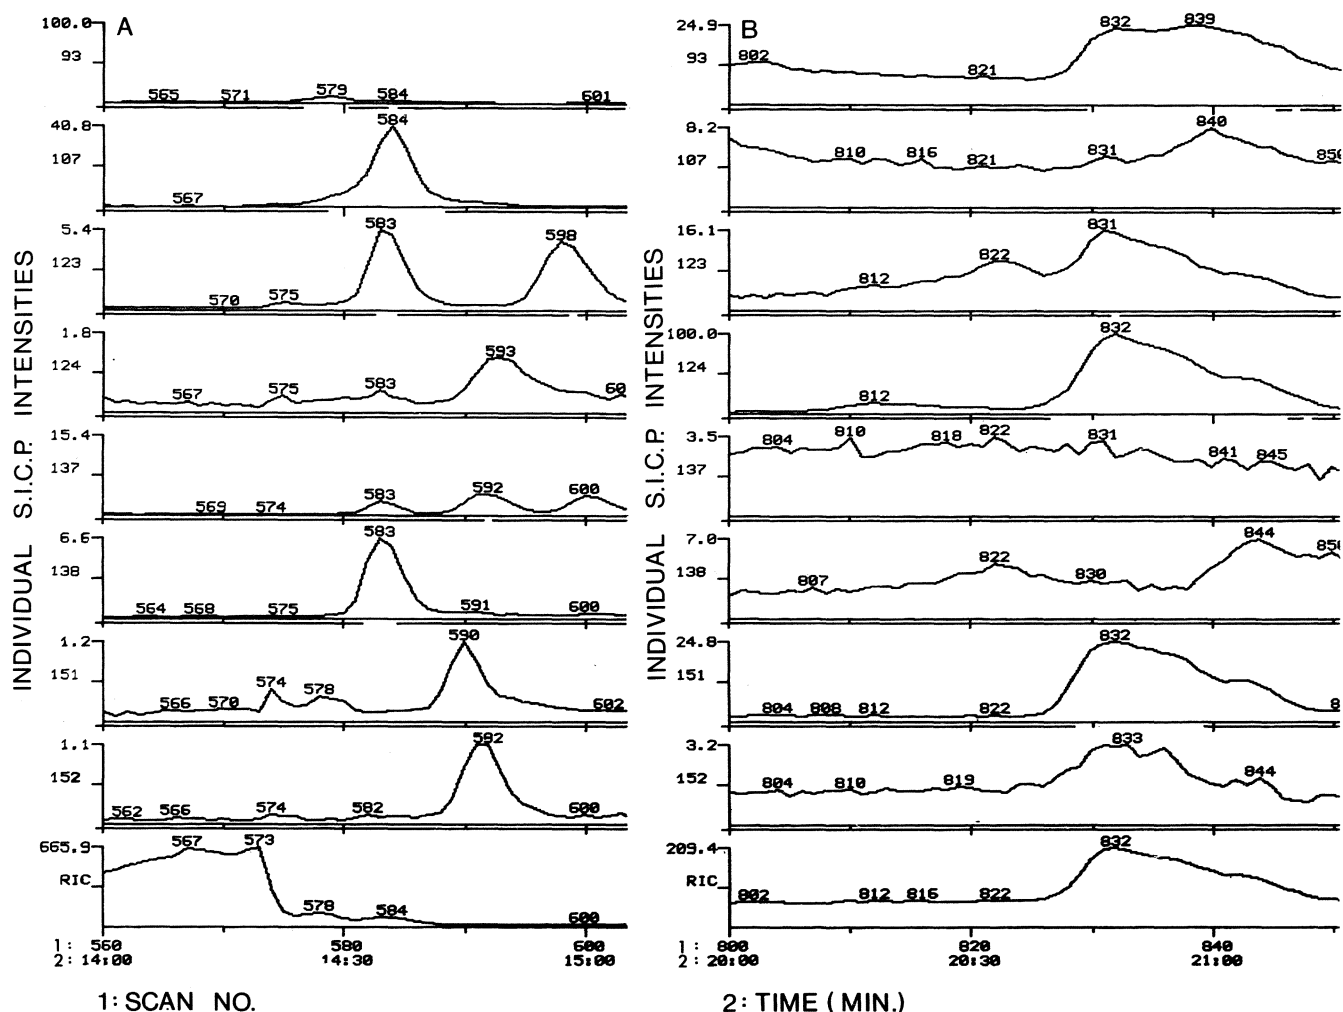 A
100.0
93
565 571 579 584 601
40.8
107
567 584
5.4
123
570 575 583 598
1.8
124
567 575 583 593 60
15.4
137
569 574 583 592 600
6.6
138
564 568 575 583 591 600
1.2
151
566 570 574 578 590 602
1.1
152
562 566 574 582 592 600
665.9
RIC
567 573 578 584 600
1: 560 580 600
2: 14:00 14:30 15:00
INDIVIDUAL S.I.C.P. INTENSITIES
1: SCAN NO.
B
24.9
93
802 821 832 839
8.2
107
810 816 821 831 840 850
16.1
123
812 822 831
100.0
124
812 832
3.5
137
804 810 818 822 831 841 845
7.0
138
807 822 830 844 850
24.8
151
804 808 812 822 832 8
3.2
152
804 810 819 833 844
209.4
RIC
802 812 816 822 832
1: 800 820 840
2: 20:00 20:30 21:00
INDIVIDUAL S.I.C.P. INTENSITIES
2: TIME (MIN.)